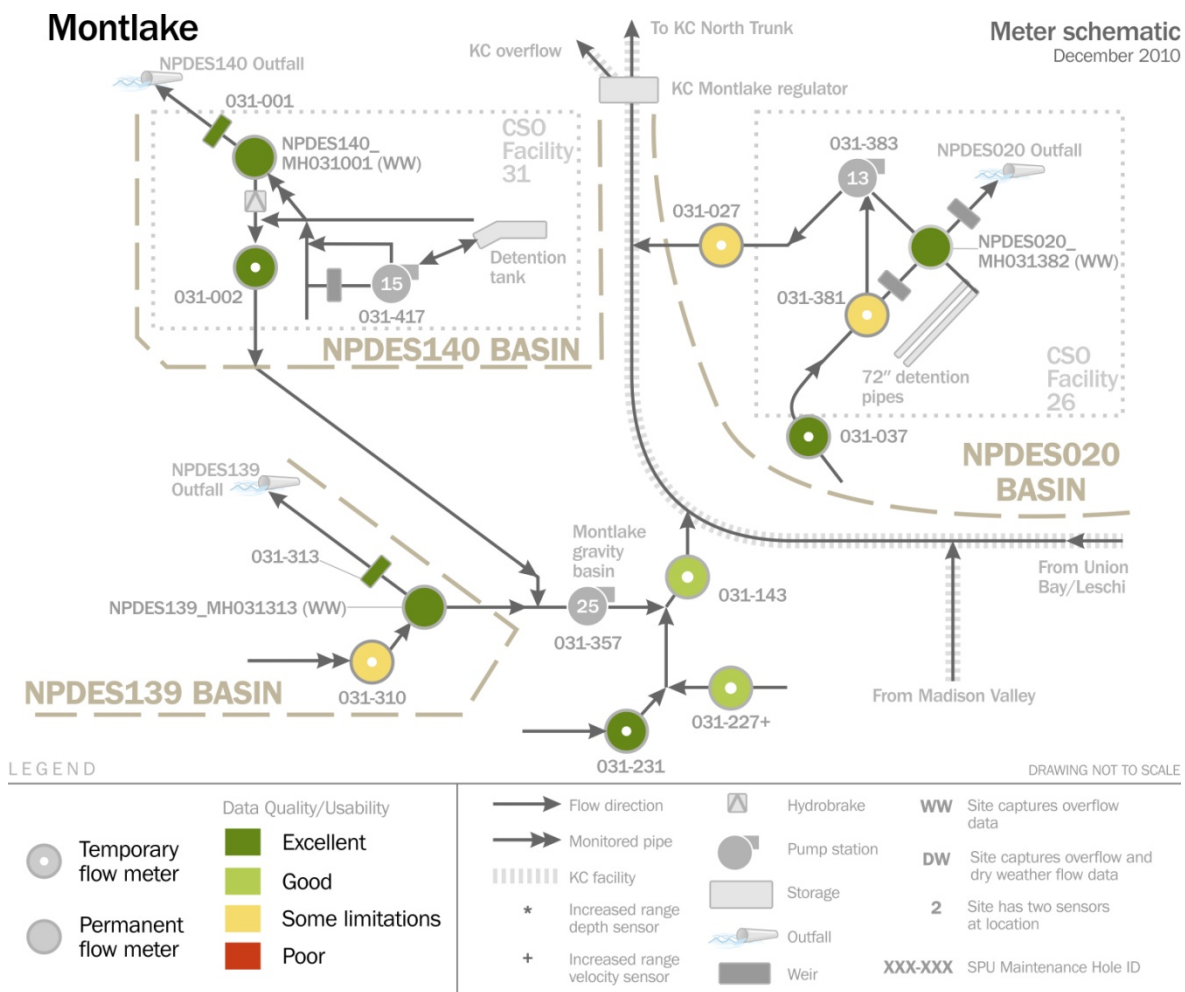 Montlake
Meter schematic
December 2010
To KC North Trunk
KC overflow
KC Montlake regulator
NPDES140 Outfall
031-001
NPDES140_
MH031001 (WW)
CSO
Facility
31
031-002
15
031-417
Detention
tank
NPDES140 BASIN
031-383
13
NPDES020 Outfall
031-027
NPDES020_
MH031382 (WW)
031-381
72" detention
pipes
CSO
Facility
26
031-037
NPDES020
BASIN
NPDES139
Outfall
031-313
NPDES139_MH031313 (WW)
031-310
NPDES139 BASIN
Montlake
gravity
basin
25
031-357
031-143
031-227+
031-231
From Union
Bay/Leschi
From Madison Valley
LEGEND
DRAWING NOT TO SCALE
Temporary
flow meter
Permanent
flow meter
Data Quality/Usability
Excellent
Good
Some limitations
Poor
Flow direction
Monitored pipe
KC facility
* Increased range
depth sensor
+ Increased range
velocity sensor
Hydrobrake
Pump station
Storage
Outfall
Weir
WW Site captures overflow
data
DW Site captures overflow and
dry weather flow data
2 Site has two sensors
at location
XXX-XXX SPU Maintenance Hole ID